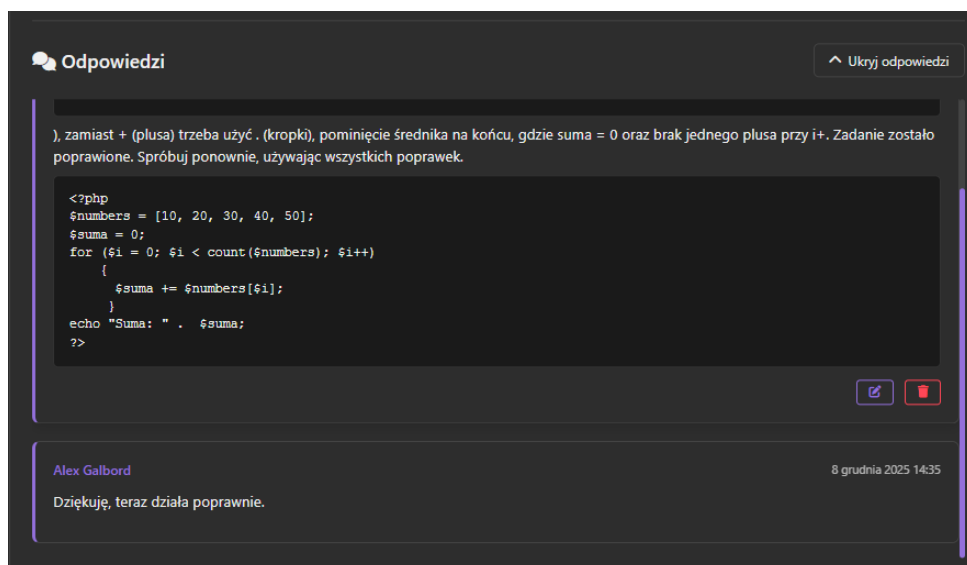 Odpowiedzi
Ukryj odpowiedzi
), zamiast + (plusa) trzeba użyć . (kropki), pominięcie średnika na końcu, gdzie suma = 0 oraz brak jednego plusa przy i+. Zadanie zostało
poprawione. Spróbuj ponownie, używając wszystkich poprawek.
<?php
$numbers = [10, 20, 30, 40, 50];
$suma = 0;
for ($i = 0; $i < count($numbers); $i++)
    {
      $suma += $numbers[$i];
     }
echo "Suma: " .  $suma;
?>
Alex Galbord
8 grudnia 2025 14:35
Dziękuję, teraz działa poprawnie.